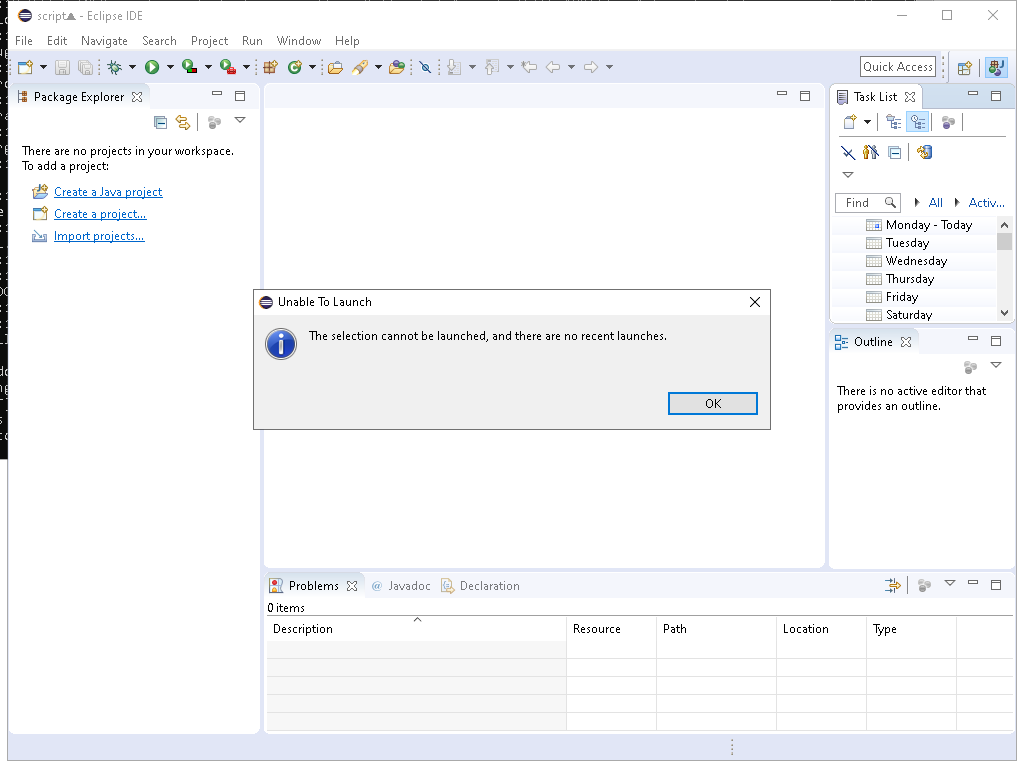 script▲ - Eclipse IDE
File Edit Navigate Search Project Run Window Help
Quick Access
Package Explorer
There are no projects in your workspace.
To add a project:
Create a Java project
Create a project...
Import projects...
Task List
Find All Activ...
Monday - Today
Tuesday
Wednesday
Thursday
Friday
Saturday
Outline
There is no active editor that
provides an outline.
Unable To Launch
The selection cannot be launched, and there are no recent launches.
OK
Problems @ Javadoc Declaration
0 items
Description Resource Path Location Type